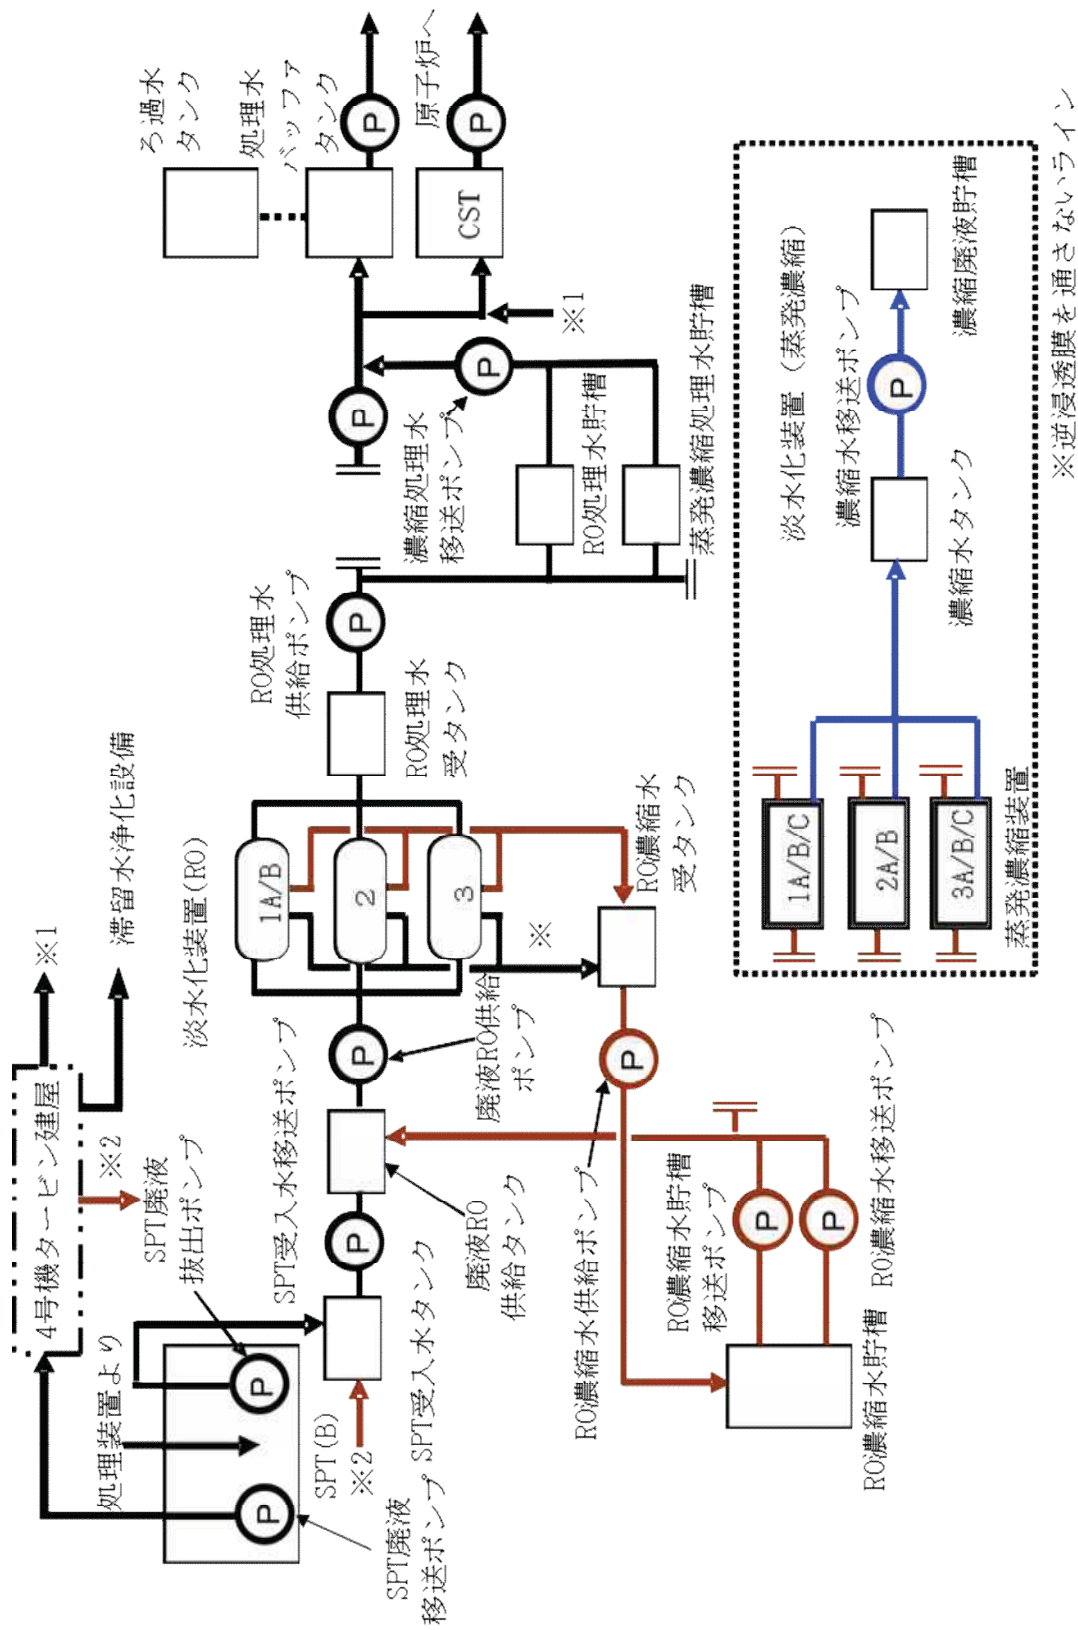 4号機タービン建屋
※1
滞留水浄化設備
※2
処理装置より
P
P
SPT廃液
抜出ポンプ
SPT(B)
SPT廃液
移送ポンプ
※2
SPT受入水タンク
P
SPT受入水移送ポンプ
廃液RO
供給タンク
P
廃液RO供給
ポンプ
淡水化装置(RO)
1A/B
2
3
※
RO処理水
受タンク
P
RO処理水
供給ポンプ
RO濃縮水
受タンク
P
RO濃縮水供給ポンプ
RO濃縮水貯槽
P
RO濃縮水貯槽
移送ポンプ
P
RO濃縮水移送ポンプ
RO処理水貯槽
蒸発濃縮処理水貯槽
P
濃縮処理水
移送ポンプ
P
※1
ろ過水
タンク
処理水
バッファ
タンク
P
CST
P
原子炉へ
淡水化装置(蒸発濃縮)
1A/B/C
2A/B
3A/B/C
蒸発濃縮装置
濃縮水タンク
P
濃縮水移送ポンプ
濃縮廃液貯槽
※逆浸透膜を通さないライン